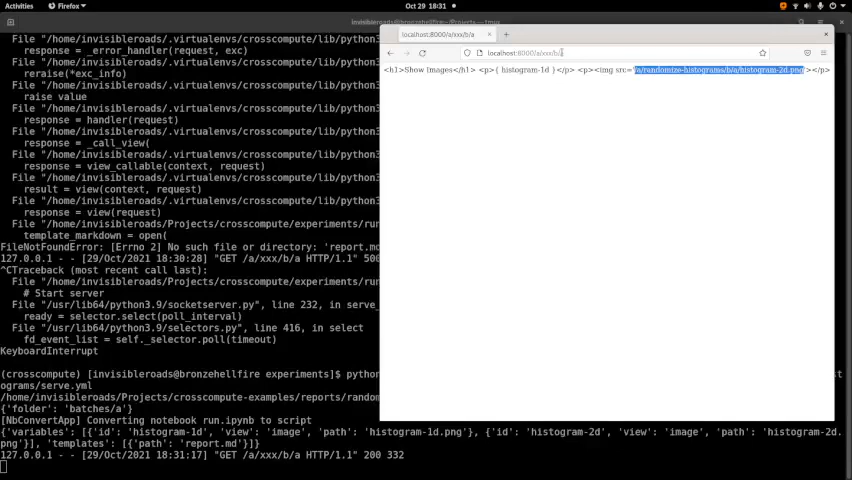 Activities Firefox Oct 29 18:31
invisibleroads@bronzehellfire:~/Projects — tmux
File "/home/invisibleroads/.virtualenvs/crosscompute/lib/python3
response = _error_handler(request, exc)
File "/home/invisibleroads/.virtualenvs/crosscompute/lib/python3
reraise(*exc_info)
File "/home/invisibleroads/.virtualenvs/crosscompute/lib/python3
raise value
File "/home/invisibleroads/.virtualenvs/crosscompute/lib/python3
response = handler(request)
File "/home/invisibleroads/.virtualenvs/crosscompute/lib/python3
response = _call_view(
File "/home/invisibleroads/.virtualenvs/crosscompute/lib/python3
response = view_callable(context, request)
File "/home/invisibleroads/.virtualenvs/crosscompute/lib/python3
result = view(context, request)
File "/home/invisibleroads/.virtualenvs/crosscompute/lib/python3
response = view(request)
File "/home/invisibleroads/Projects/crosscompute/experiments/run
template_markdown = open(
FileNotFoundError: [Errno 2] No such file or directory: 'report.md
127.0.0.1 - - [29/Oct/2021 18:30:28] "GET /a/xxx/b/a HTTP/1.1" 500
^CTraceback (most recent call last):
File "/home/invisibleroads/Projects/crosscompute/experiments/run
# Start server
File "/usr/lib64/python3.9/socketserver.py", line 232, in serve_
ready = selector.select(poll_interval)
File "/usr/lib64/python3.9/selectors.py", line 416, in select
fd_event_list = self._selector.poll(timeout)
KeyboardInterrupt
(crosscompute) [invisibleroads@bronzehellfire experiments]$ python
st
ograms/serve.yml
/home/invisibleroads/Projects/crosscompute-examples/reports/random
{'folder': 'batches/a'}
[NbConvertApp] Converting notebook run.ipynb to script
{'variables': [{'id': 'histogram-1d', 'view': 'image', 'path': 'histogram-1d.png'}, {'id': 'histogram-2d', 'view': 'image', 'path': 'histogram-2d.
png'}], 'templates': [{'path': 'report.md'}]}
127.0.0.1 - - [29/Oct/2021 18:31:17] "GET /a/xxx/b/a HTTP/1.1" 200 332
localhost:8000/a/xxx/b/a
localhost:8000/a/xxx/b/a
<h1>Show Images</h1> <p>{ histogram-1d }</p> <p><img src='/a/randomize-histograms/b/a/histogram-2d.png'></p>